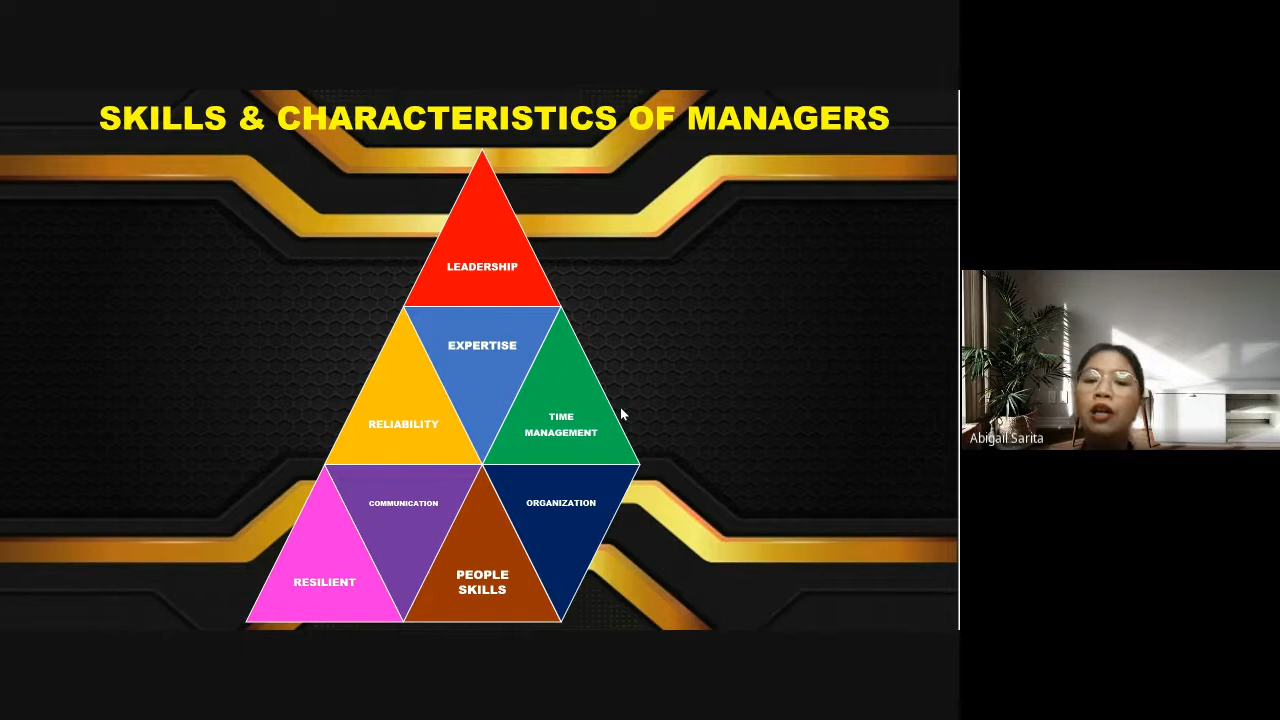 SKILLS & CHARACTERISTICS OF MANAGERS
LEADERSHIP
EXPERTISE
RELIABILITY
TIME
MANAGEMENT
COMMUNICATION
ORGANIZATION
RESILIENT
PEOPLE
SKILLS
Abigail Sarita